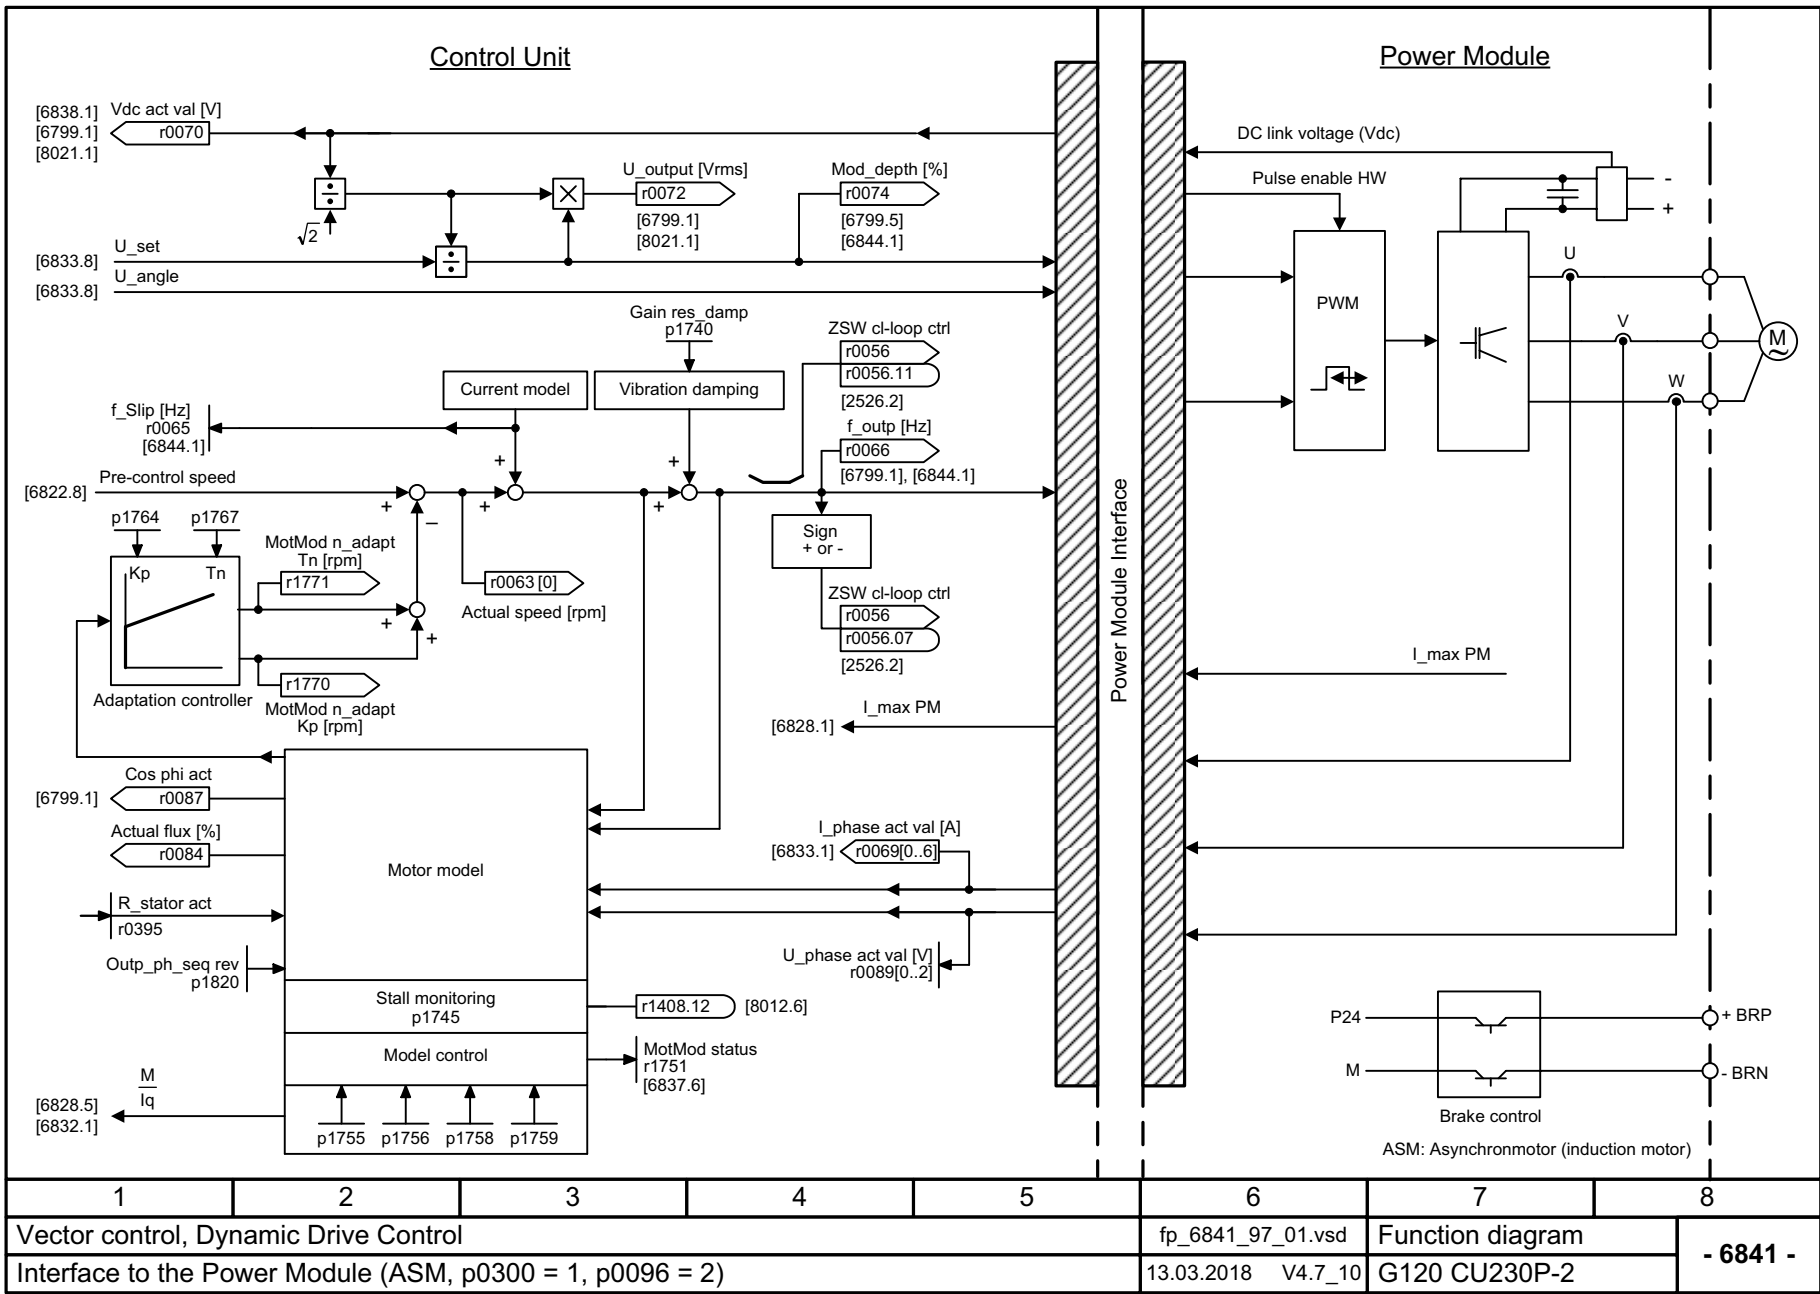 Control Unit
Power Module
[6838.1]
[6799.1]
[8021.1]
Vdc act val [V]
r0070
÷
√2
×
U_output [Vrms]
r0072
[6799.1]
[8021.1]
Mod_depth [%]
r0074
[6799.5]
[6844.1]
[6833.8]
U_set
÷
[6833.8]
U_angle
Gain res_damp
p1740
Current model
Vibration damping
ZSW cl-loop ctrl
r0056
r0056.11
[2526.2]
f_Slip [Hz]
r0065
[6844.1]
f_outp [Hz]
r0066
[6799.1], [6844.1]
+
+
[6822.8]
Pre-control speed
+
–
+
+
p1764
p1767
Kp
Tn
Adaptation controller
MotMod n_adapt
Tn [rpm]
r1771
+
+
r1770
MotMod n_adapt
Kp [rpm]
r0063 [0]
Actual speed [rpm]
Sign
+ or -
ZSW cl-loop ctrl
r0056
r0056.07
[2526.2]
[6828.1]
I_max PM
Cos phi act
[6799.1]
r0087
Actual flux [%]
r0084
Motor model
I_phase act val [A]
[6833.1]
r0069[0..6]
R_stator act
r0395
Outp_ph_seq rev
p1820
U_phase act val [V]
r0089[0..2]
Stall monitoring
p1745
r1408.12
[8012.6]
Model control
MotMod status
r1751
[6837.6]
M
Iq
[6828.5]
[6832.1]
p1755
p1756
p1758
p1759
Power Module Interface
DC link voltage (Vdc)
Pulse enable HW
-
+
PWM
U
V
W
M
~
I_max PM
P24
M
+ BRP
- BRN
Brake control
ASM: Asynchronmotor (induction motor)
1 2 3 4 5 6 7 8
Vector control, Dynamic Drive Control
fp_6841_97_01.vsd
Function diagram
- 6841 -
Interface to the Power Module (ASM, p0300 = 1, p0096 = 2)
13.03.2018 V4.7_10
G120 CU230P-2